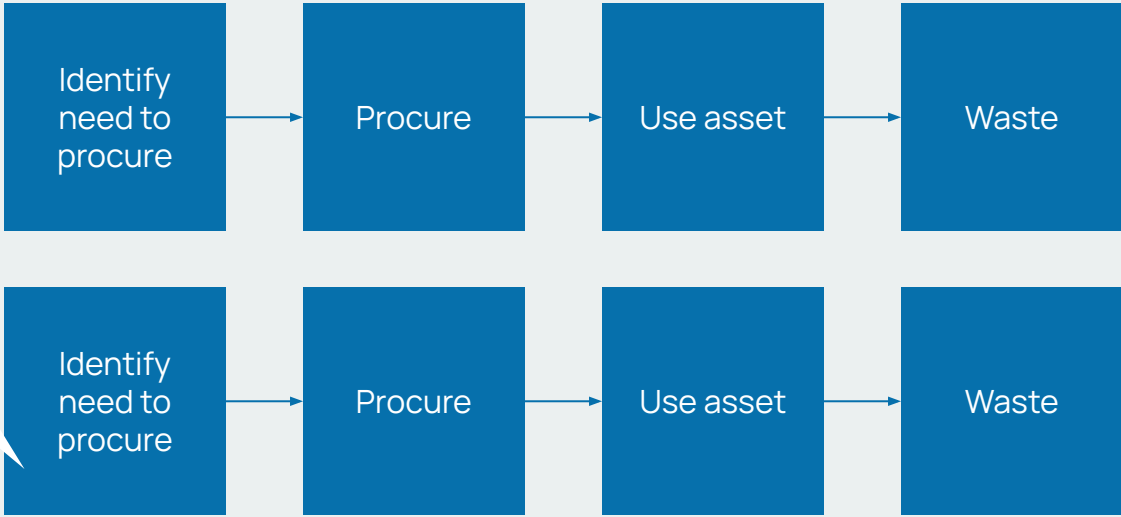 Identify
need to
procure
Procure
Use asset
Waste
Identify
need to
procure
Procure
Use asset
Waste